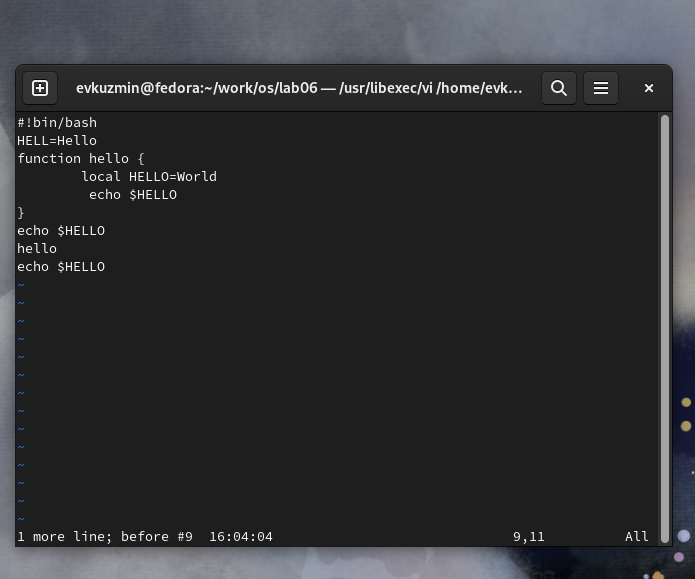 evkuzmin@fedora:~/work/os/lab06 — /usr/libexec/vi /home/evk…
#!bin/bash
HELL=Hello
function hello {
        local HELLO=World
         echo $HELLO
}
echo $HELLO
hello
echo $HELLO
~
~
~
~
~
~
~
~
~
~
~
~
~
~
1 more line; before #9  16:04:04                              9,11          All